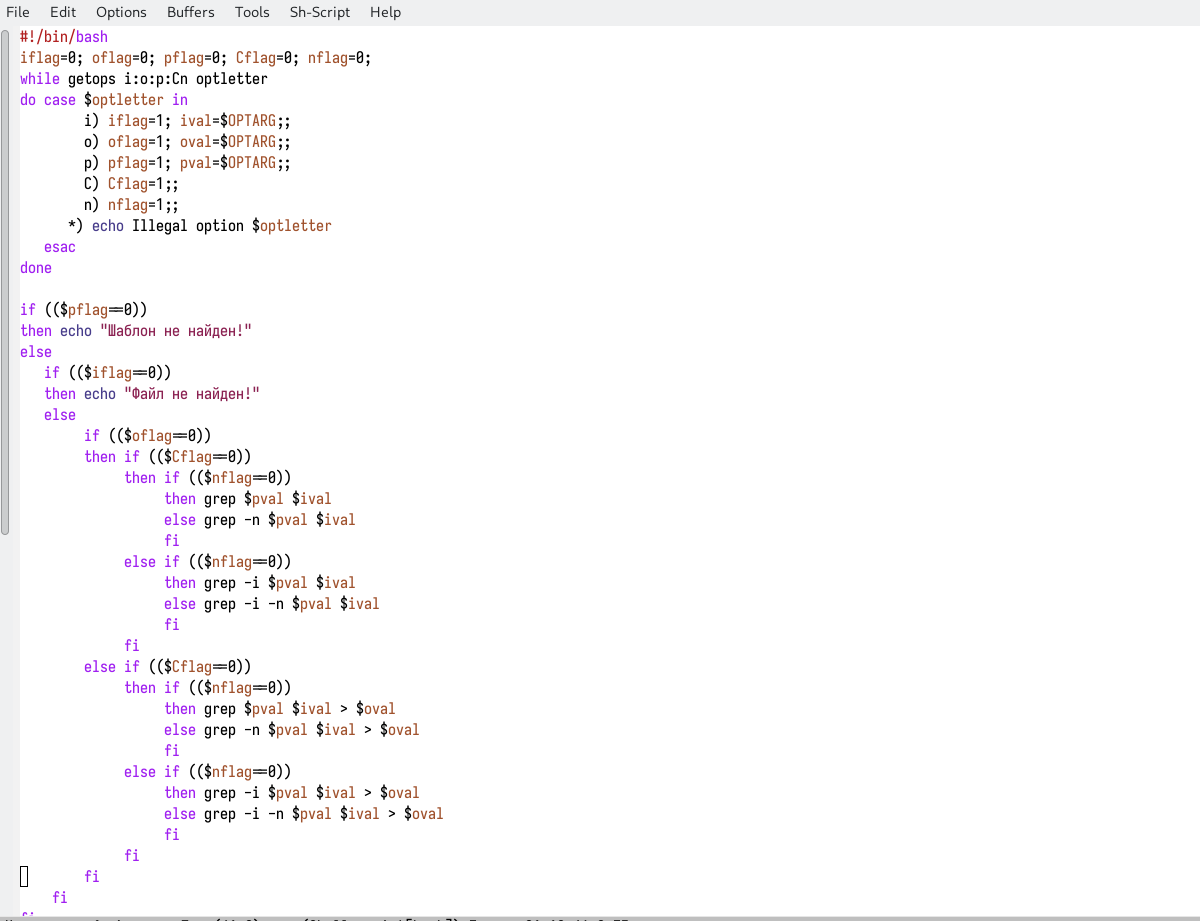 File Edit Options Buffers Tools Sh-Script Help
#!/bin/bash
iflag=0; oflag=0; pflag=0; Cflag=0; nflag=0;
while getops i:o:p:Cn optletter
do case $optletter in
        i) iflag=1; ival=$OPTARG;;
        o) oflag=1; oval=$OPTARG;;
        p) pflag=1; pval=$OPTARG;;
        C) Cflag=1;;
        n) nflag=1;;
      *) echo Illegal option $optletter
   esac
done

if (($pflag==0))
then echo "Шаблон не найден!"
else
   if (($iflag==0))
   then echo "Файл не найден!"
   else
        if (($oflag==0))
        then if (($Cflag==0))
             then if (($nflag==0))
                  then grep $pval $ival
                  else grep -n $pval $ival
                  fi
             else if (($nflag==0))
                  then grep -i $pval $ival
                  else grep -i -n $pval $ival
                  fi
             fi
        else if (($Cflag==0))
             then if (($nflag==0))
                  then grep $pval $ival > $oval
                  else grep -n $pval $ival > $oval
                  fi
             else if (($nflag==0))
                  then grep -i $pval $ival > $oval
                  else grep -i -n $pval $ival > $oval
                  fi
             fi
        fi
    fi
fi